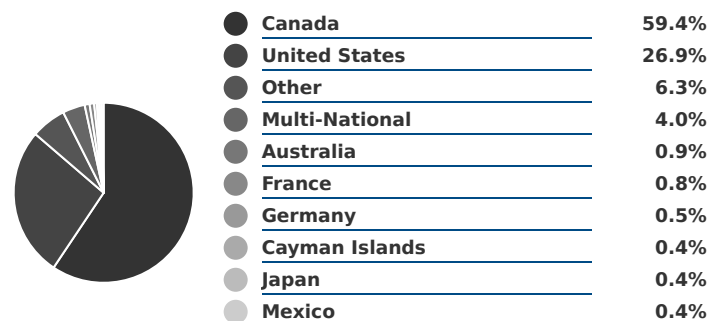 Canada 59.4%
United States 26.9%
Other 6.3%
Multi-National 4.0%
Australia 0.9%
France 0.8%
Germany 0.5%
Cayman Islands 0.4%
Japan 0.4%
Mexico 0.4%